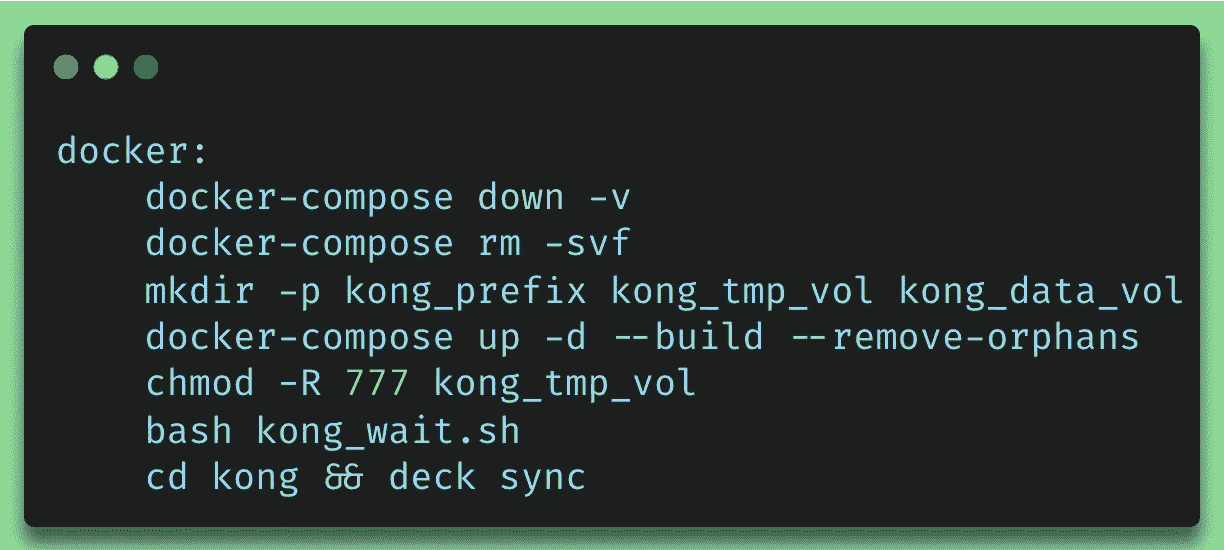 docker:
docker-compose down -v
docker-compose rm -svf
mkdir -p kong_prefix kong_tmp_vol kong_data_vol
docker-compose up -d --build --remove-orphans
chmod -R 777 kong_tmp_vol
bash kong_wait.sh
cd kong && deck sync